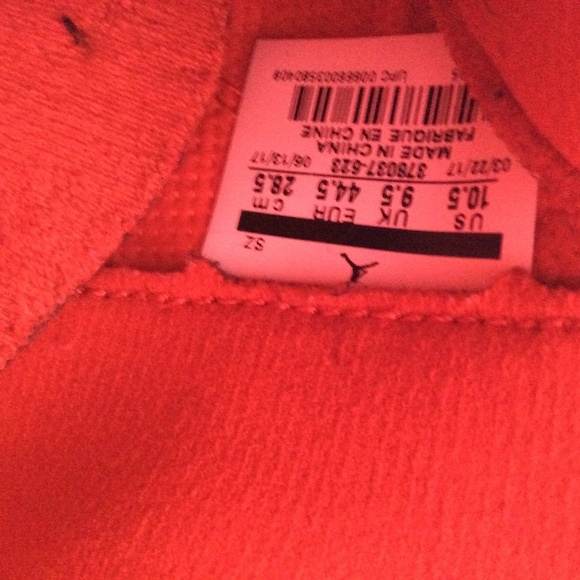 SZ
US UK EUR cm
10.5 9.5 44.5 28.5
03/22/17 378037-623 06/13/17
MADE IN CHINA
FABRIQUE EN CHINE
UPC